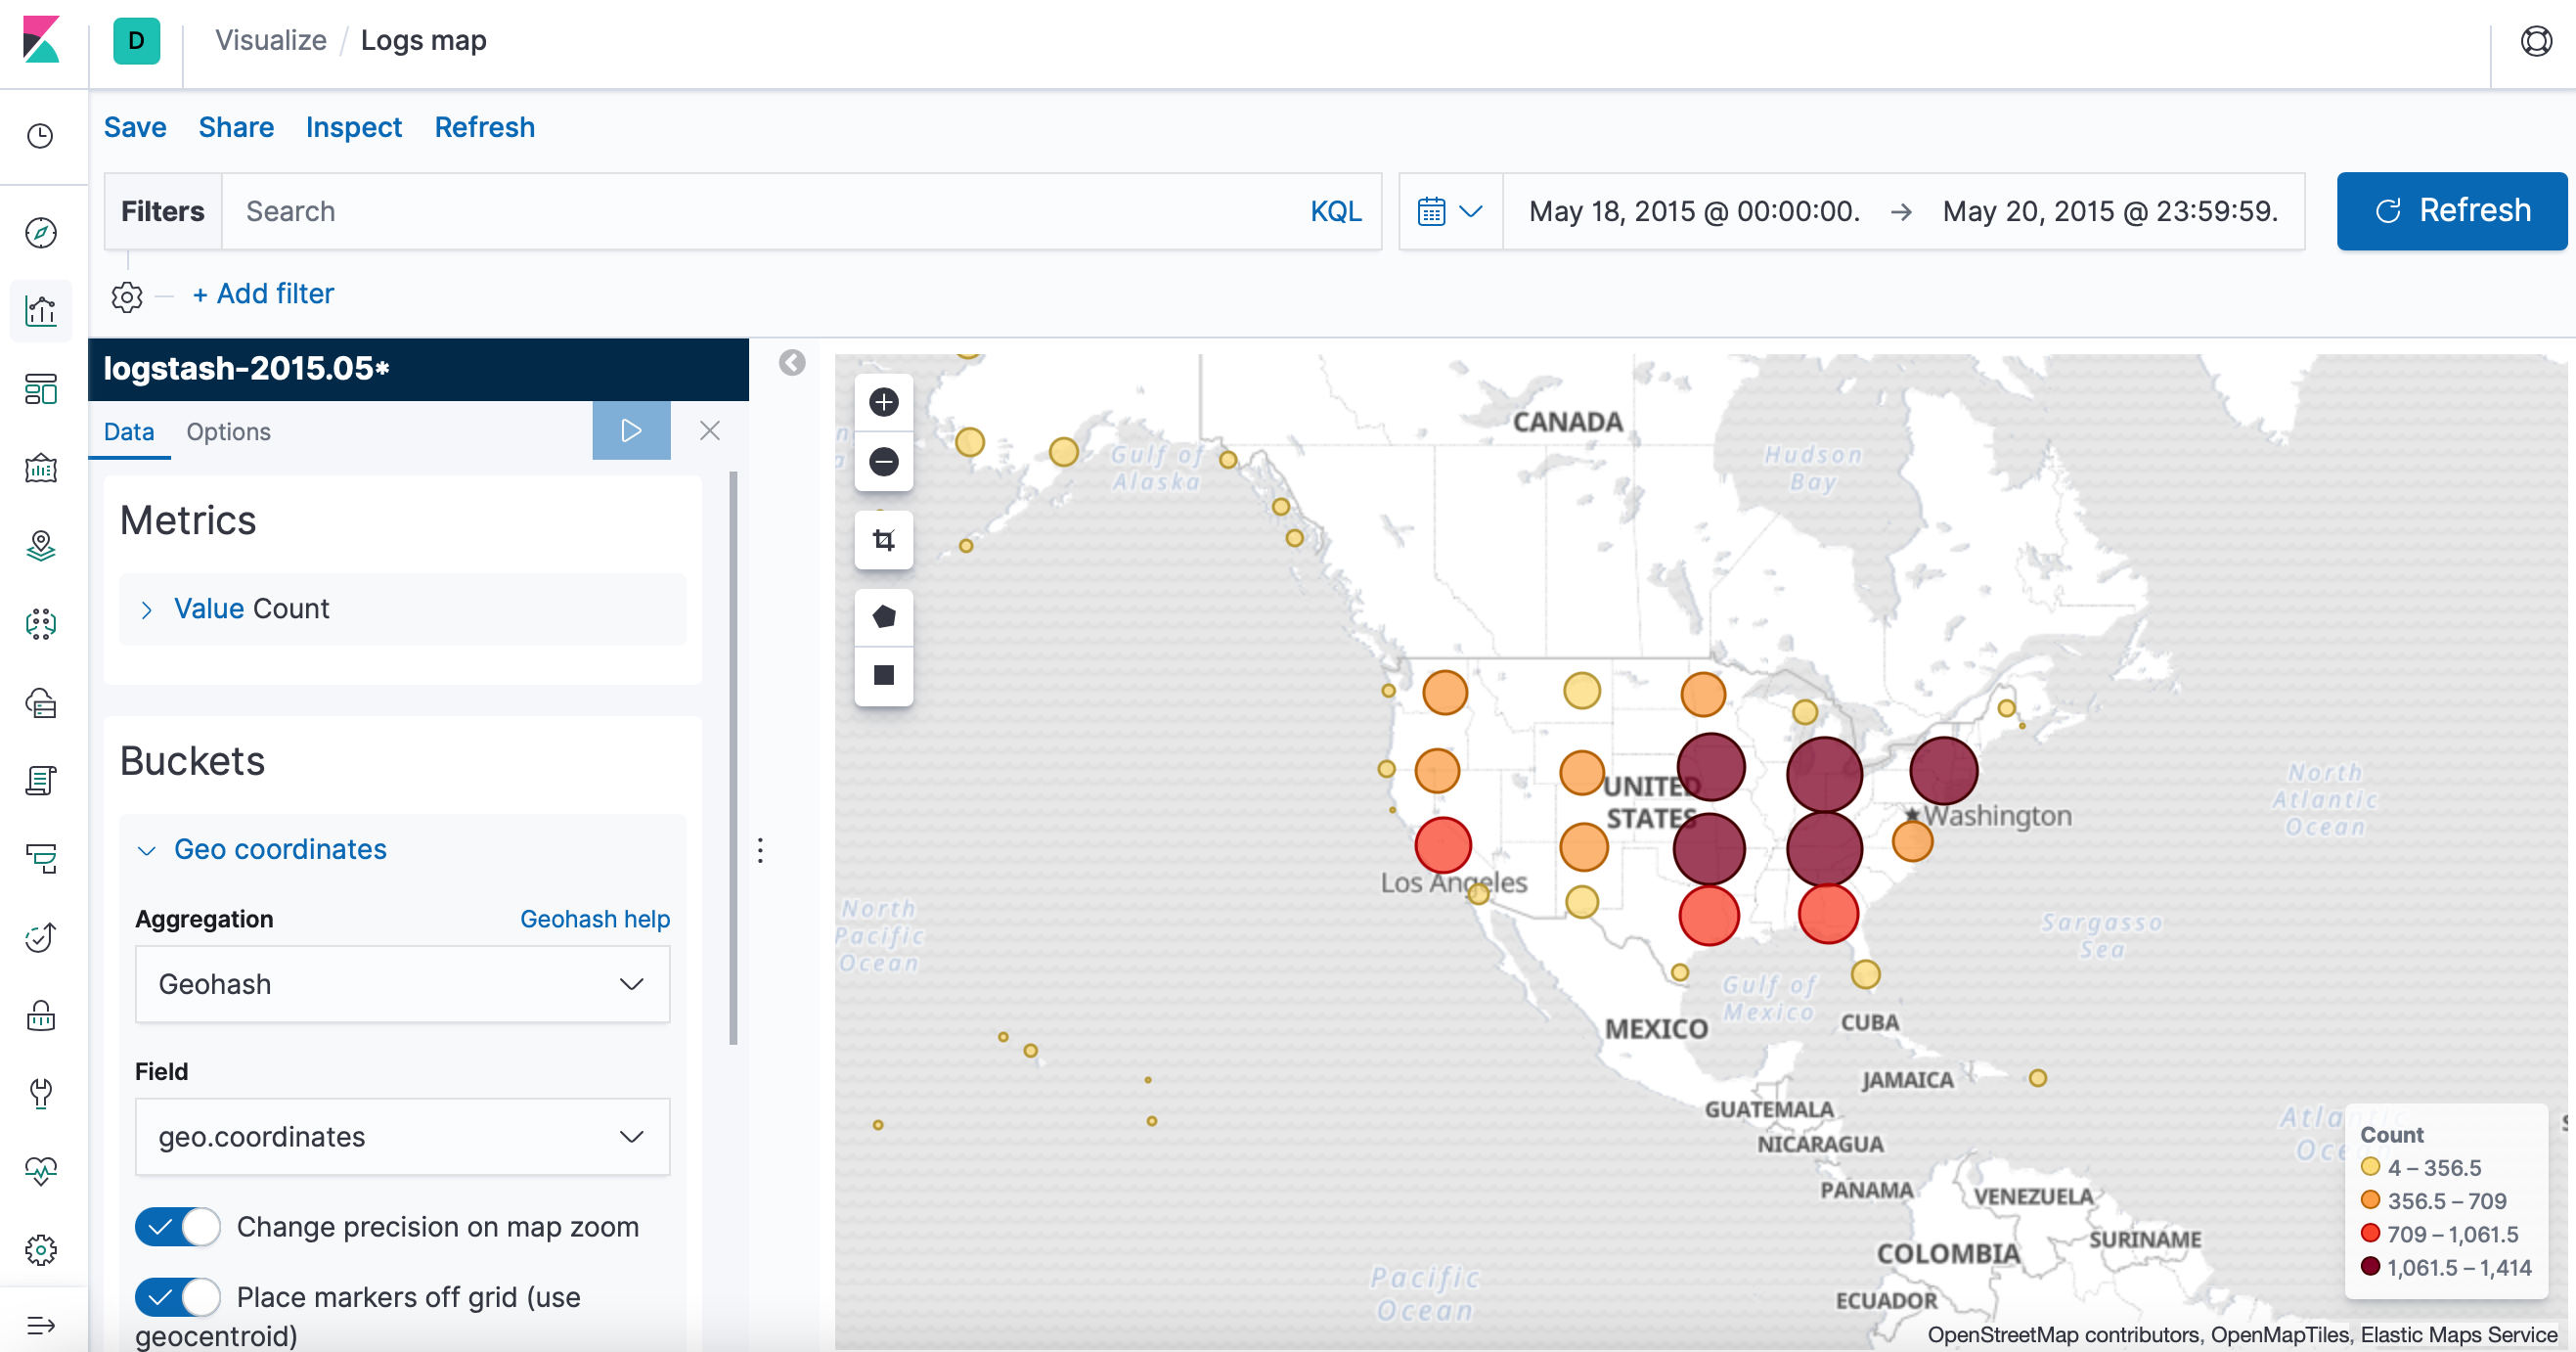 D
Visualize / Logs map
Save Share Inspect Refresh
Filters Search KQL
May 18, 2015 @ 00:00:00. → May 20, 2015 @ 23:59:59.
Refresh
+ Add filter
logstash-2015.05*
Data Options
Metrics
Value Count
Buckets
Geo coordinates
Aggregation Geohash help
Geohash
Field
geo.coordinates
Change precision on map zoom
Place markers off grid (use
geocentroid)
CANADA
Gulf of
Alaska
Hudson
Bay
UNITED
STATES
Washington
Los Angeles
North
Atlantic
Ocean
North
Pacific
Ocean
Sargasso
Sea
Gulf of
Mexico
MEXICO
CUBA
JAMAICA
GUATEMALA
NICARAGUA
PANAMA
VENEZUELA
COLOMBIA
SURINAME
ECUADOR
Pacific
Ocean
Count
4 – 356.5
356.5 – 709
709 – 1,061.5
1,061.5 – 1,414
OpenStreetMap contributors, OpenMapTiles, Elastic Maps Service